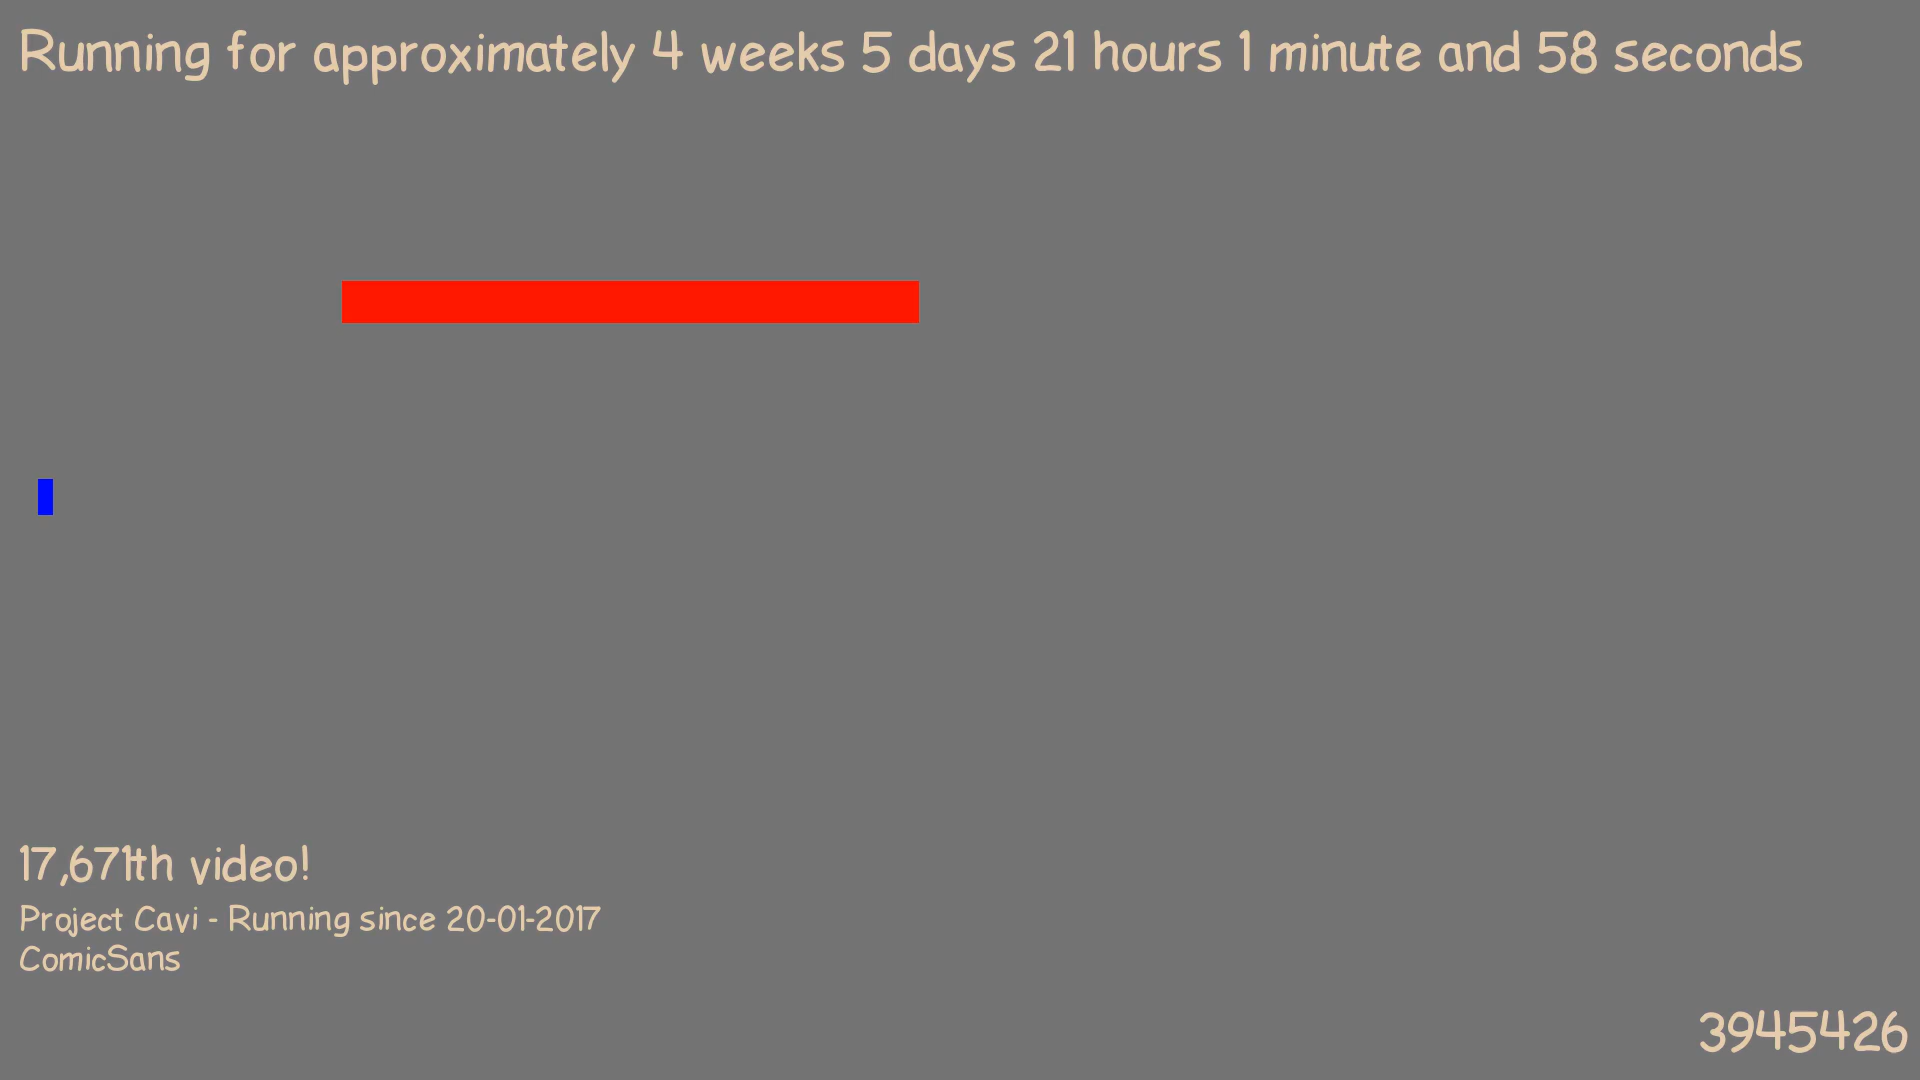 Running for approximately 4 weeks 5 days 21 hours 1 minute and 58 seconds
17,671th video!
Project Cavi - Running since 20-01-2017
ComicSans
3945426